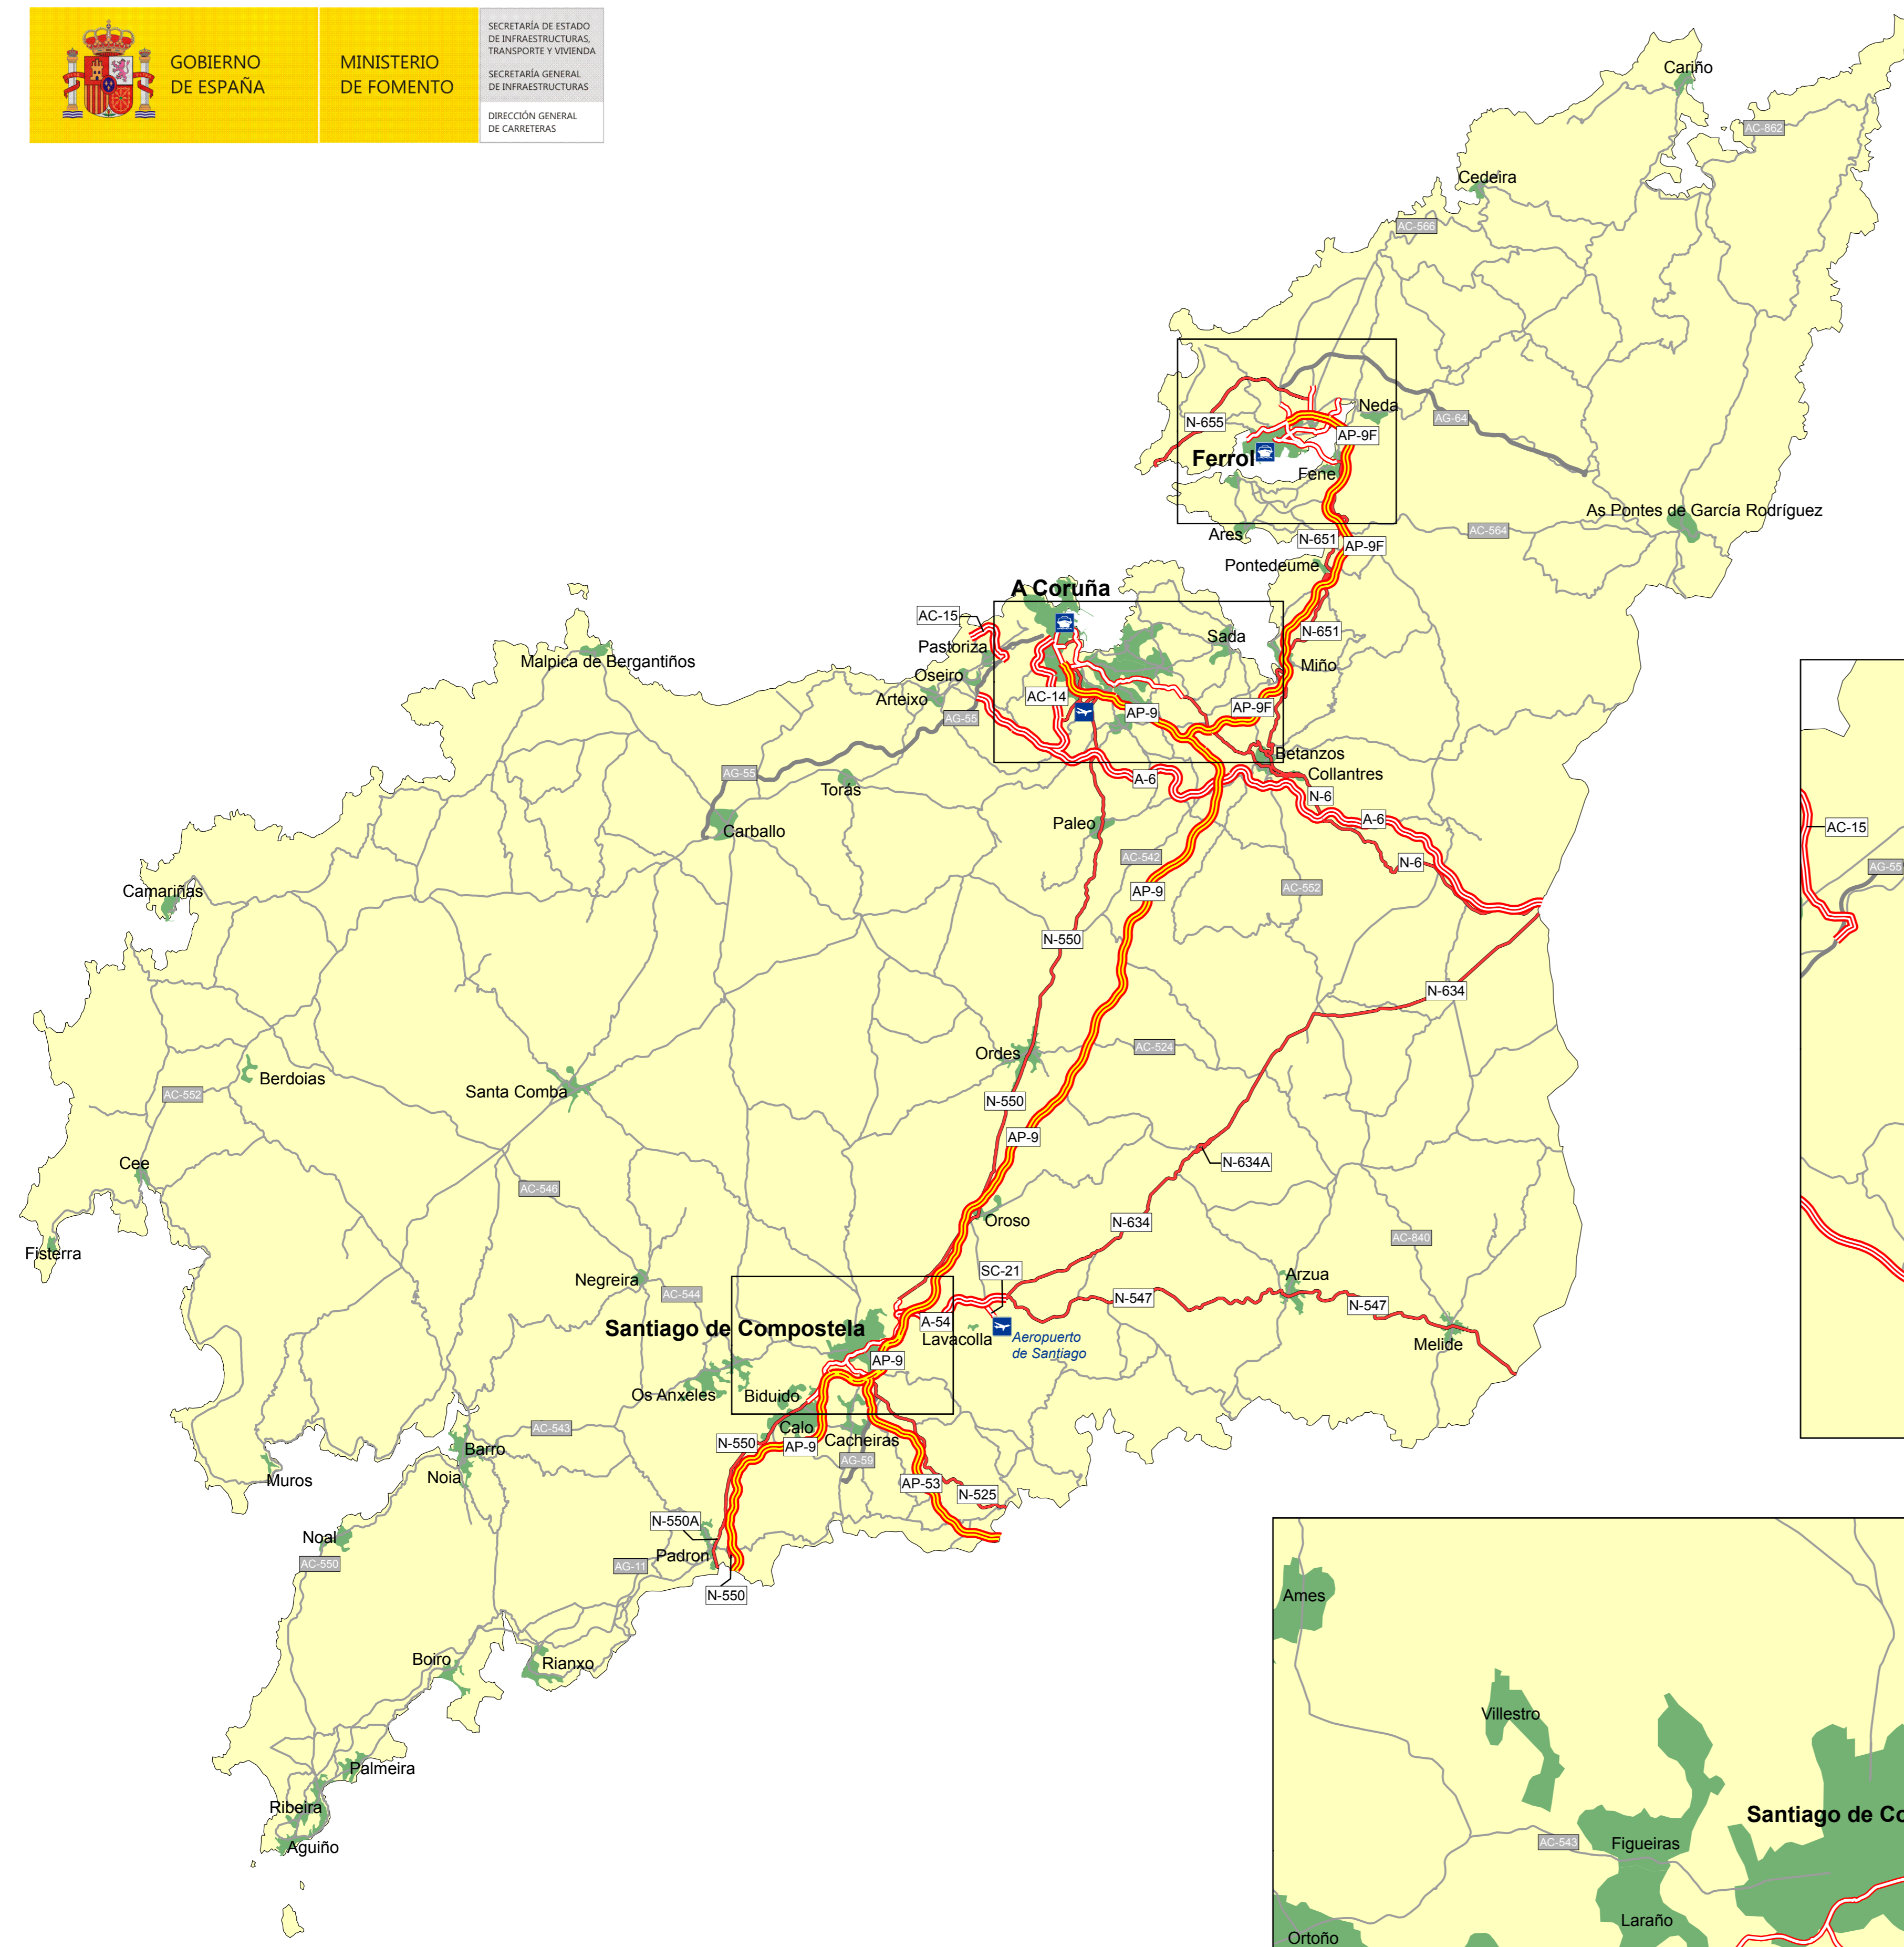 GOBIERNO
DE ESPAÑA
MINISTERIO
DE FOMENTO
SECRETARÍA DE ESTADO
DE INFRAESTRUCTURAS,
TRANSPORTE Y VIVIENDA
SECRETARÍA GENERAL
DE INFRAESTRUCTURAS
DIRECCIÓN GENERAL
DE CARRETERAS
Cariño
AC-862
Cedeira
AC-566
Neda
N-655
AG-64
AP-9F
Ferrol
Fene
As Pontes de García Rodríguez
Ares
N-651
AC-564
AP-9F
Pontedeume
A Coruña
AC-15
N-651
Sada
Pastoriza
Malpica de Bergantiños
Miño
Oseiro
Arteixo
AC-14
AP-9F
AP-9
AG-55
Betanzos
AG-55
Collantres
A-6
Torás
N-6
A-6
Paleo
Carballo
AC-15
AC-542
N-6
AG-55
AC-552
AP-9
Camariñas
N-550
N-634
Ordes
AC-524
Berdoias
Santa Comba
AC-552
N-550
AP-9
Cee
N-634A
AC-546
Oroso
N-634
AC-840
Fisterra
SC-21
Negreira
Arzua
AC-544
N-547
N-547
A-54
Santiago de Compostela
Lavacolla
Aeropuerto
de Santiago
Melide
AP-9
Os Anxeles
Biduido
AC-543
Calo
Cacheiras
N-550
AP-9
Barro
AG-59
Noia
Muros
AP-53
N-525
N-550A
Noal
Padron
AC-550
AG-11
N-550
Ames
Boiro
Rianxo
Villestro
Palmeira
Ribeira
Santiago de Co
Aguiño
AC-543
Figueiras
Laraño
Ortoño